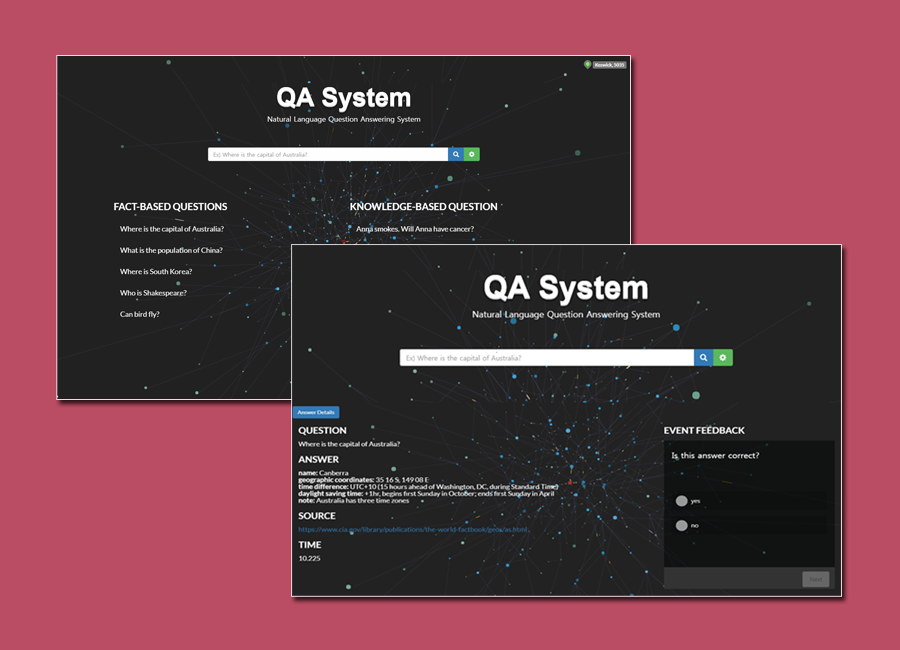 Keswick, 5035
QA System
Natural Language Question Answering System
Ex) Where is the capital of Australia?
FACT-BASED QUESTIONS
Where is the capital of Australia?
What is the population of China?
Where is South Korea?
Who is Shakespeare?
Can bird fly?
KNOWLEDGE-BASED QUESTION
Anna smokes. Will Anna have cancer?
QA System
Natural Language Question Answering System
Ex) Where is the capital of Australia?
Answer Details
QUESTION
Where is the capital of Australia?
ANSWER
name: Canberra
geographic coordinates: 35 16 S, 149 08 E
time difference: UTC+10 (15 hours ahead of Washington, DC, during Standard Time)
daylight saving time: +1hr, begins first Sunday in October; ends first Sunday in April
note: Australia has three time zones
SOURCE
https://www.cia.gov/library/publications/the-world-factbook/geos/as.html
TIME
10.225
EVENT FEEDBACK
Is this answer correct?
yes
no
Next